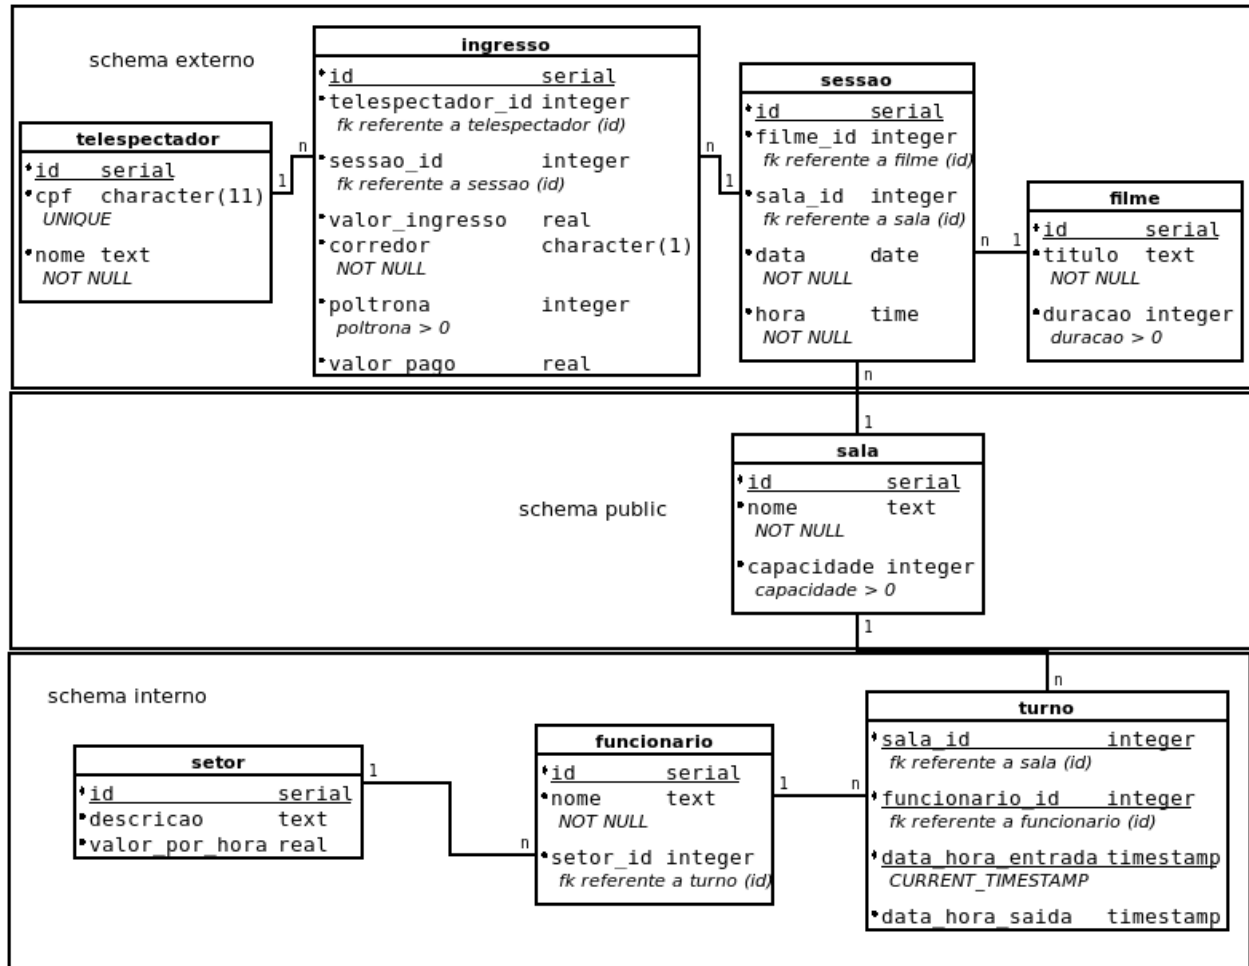 schema externo
telespectador
id serial
cpf character(11)
UNIQUE
nome text
NOT NULL
1
n
ingresso
id serial
telespectador_id integer
fk referente a telespectador (id)
sessao_id integer
fk referente a sessao (id)
valor_ingresso real
corredor character(1)
NOT NULL
poltrona integer
poltrona > 0
valor pago real
n
1
sessao
id serial
filme_id integer
fk referente a filme (id)
sala_id integer
fk referente a sala (id)
data date
NOT NULL
hora time
NOT NULL
n
1
filme
id serial
titulo text
NOT NULL
duracao integer
duracao > 0
n
1
schema public
sala
id serial
nome text
NOT NULL
capacidade integer
capacidade > 0
1
n
schema interno
setor
id serial
descricao text
valor_por_hora real
1
n
funcionario
id serial
nome text
NOT NULL
setor_id integer
fk referente a turno (id)
1
n
turno
sala_id integer
fk referente a sala (id)
funcionario_id integer
fk referente a funcionario (id)
data_hora_entrada timestamp
CURRENT_TIMESTAMP
data_hora_saida timestamp